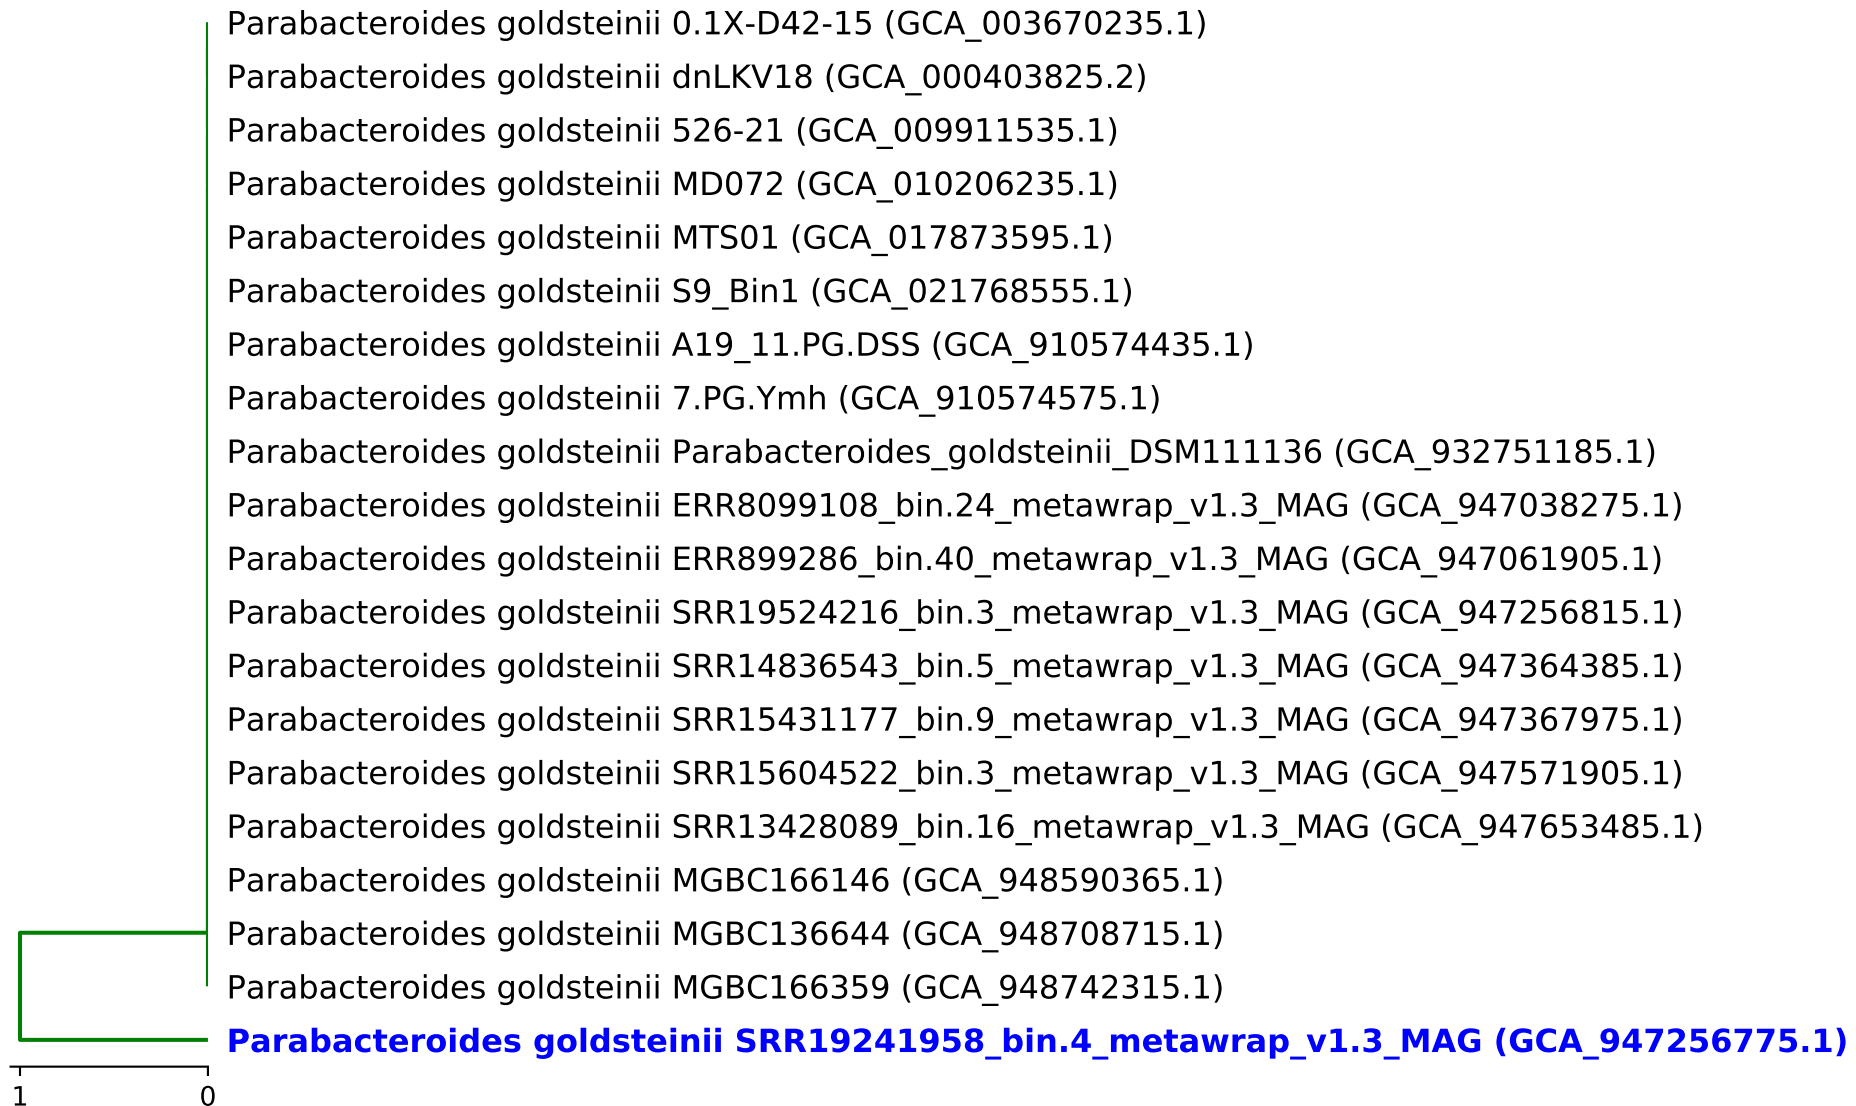 Parabacteroides goldsteinii 0.1X-D42-15 (GCA_003670235.1)
Parabacteroides goldsteinii dnLKV18 (GCA_000403825.2)
Parabacteroides goldsteinii 526-21 (GCA_009911535.1)
Parabacteroides goldsteinii MD072 (GCA_010206235.1)
Parabacteroides goldsteinii MTS01 (GCA_017873595.1)
Parabacteroides goldsteinii S9_Bin1 (GCA_021768555.1)
Parabacteroides goldsteinii A19_11.PG.DSS (GCA_910574435.1)
Parabacteroides goldsteinii 7.PG.Ymh (GCA_910574575.1)
Parabacteroides goldsteinii Parabacteroides_goldsteinii_DSM111136 (GCA_932751185.1)
Parabacteroides goldsteinii ERR8099108_bin.24_metawrap_v1.3_MAG (GCA_947038275.1)
Parabacteroides goldsteinii ERR899286_bin.40_metawrap_v1.3_MAG (GCA_947061905.1)
Parabacteroides goldsteinii SRR19524216_bin.3_metawrap_v1.3_MAG (GCA_947256815.1)
Parabacteroides goldsteinii SRR14836543_bin.5_metawrap_v1.3_MAG (GCA_947364385.1)
Parabacteroides goldsteinii SRR15431177_bin.9_metawrap_v1.3_MAG (GCA_947367975.1)
Parabacteroides goldsteinii SRR15604522_bin.3_metawrap_v1.3_MAG (GCA_947571905.1)
Parabacteroides goldsteinii SRR13428089_bin.16_metawrap_v1.3_MAG (GCA_947653485.1)
Parabacteroides goldsteinii MGBC166146 (GCA_948590365.1)
Parabacteroides goldsteinii MGBC136644 (GCA_948708715.1)
Parabacteroides goldsteinii MGBC166359 (GCA_948742315.1)
Parabacteroides goldsteinii SRR19241958_bin.4_metawrap_v1.3_MAG (GCA_947256775.1)
1 0